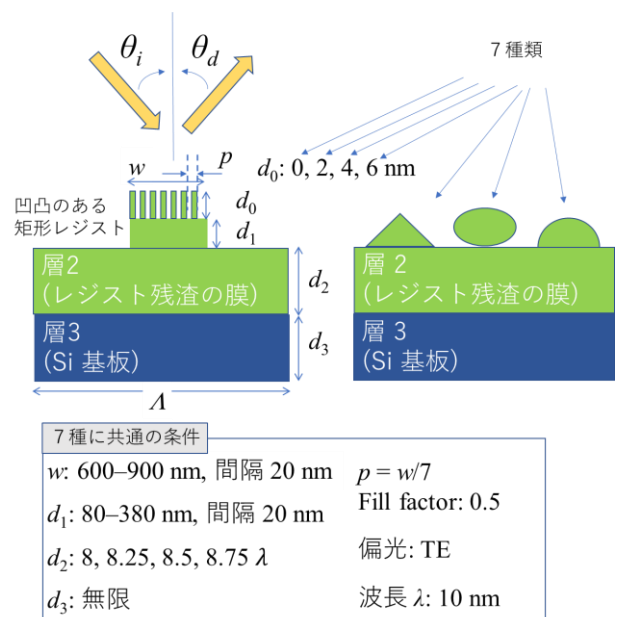 θi
θd
7種類
w
p
d0: 0, 2, 4, 6 nm
凹凸のある
矩形レジスト
d0
d1
層2
(レジスト残渣の膜)
d2
層3
(Si 基板)
d3
Λ
層 2
(レジスト残渣の膜)
層 3
(Si 基板)
7種に共通の条件
w: 600–900 nm, 間隔 20 nm
d1: 80–380 nm, 間隔 20 nm
d2: 8, 8.25, 8.5, 8.75 λ
d3: 無限
p = w/7
Fill factor: 0.5
偏光: TE
波長 λ: 10 nm